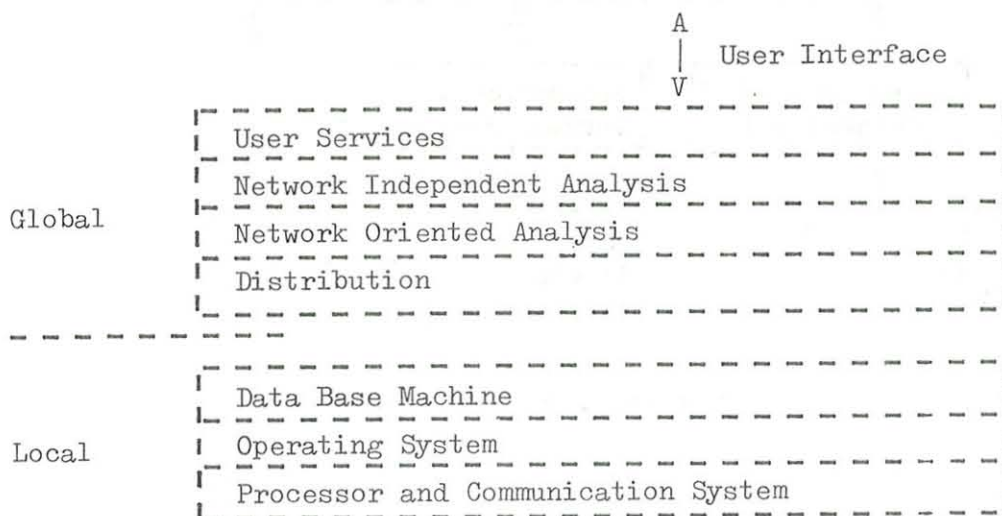 A
| User Interface
V
User Services
Network Independent Analysis
Global
Network Oriented Analysis
Distribution
Data Base Machine
Local
Operating System
Processor and Communication System